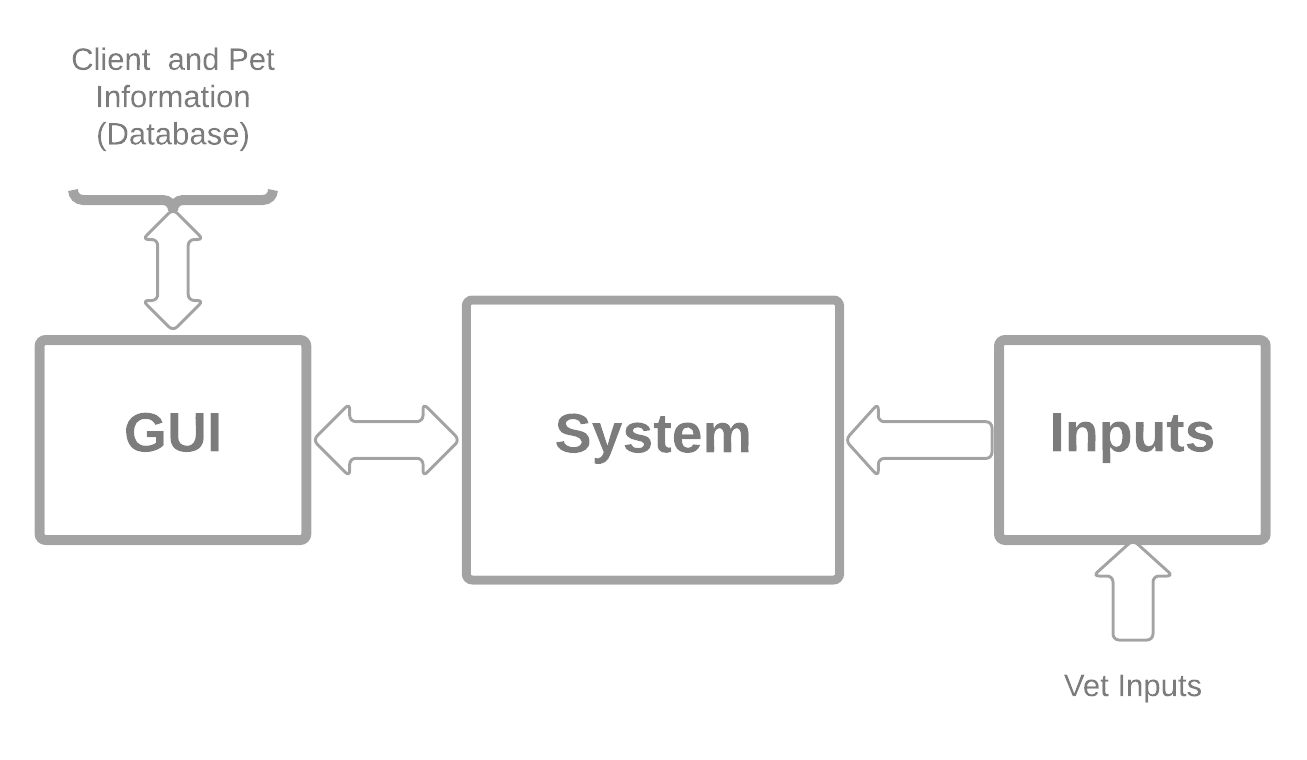 Client  and Pet
Information
(Database)
GUI
System
Inputs
Vet Inputs